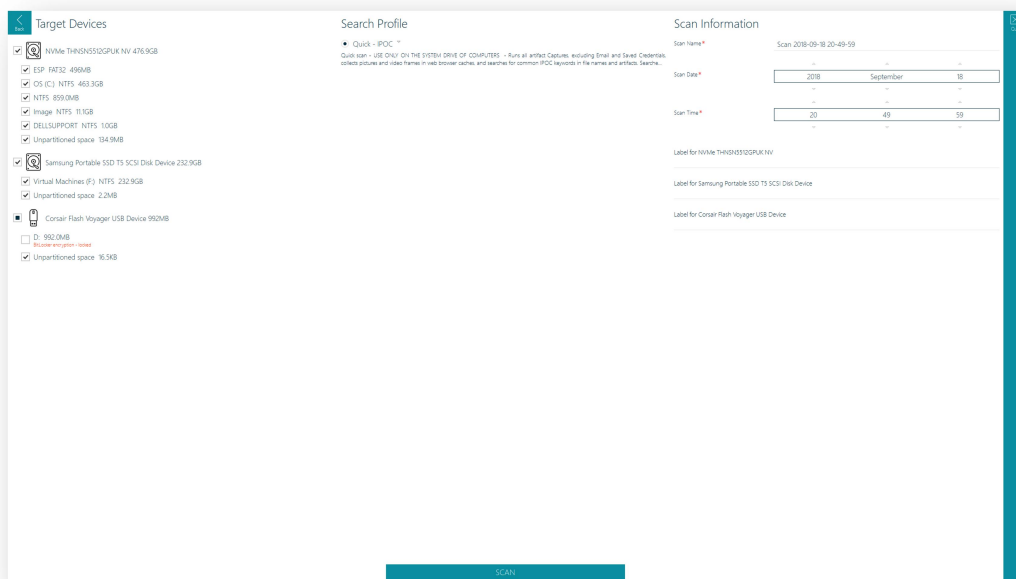 Back
Target Devices
NVMe THNSN5512GPUK NV 476.9GB
ESP FAT32 496MB
OS (C:) NTFS 463.3GB
NTFS 859.0MB
Image NTFS 11.1GB
DELLSUPPORT NTFS 1.0GB
Unpartitioned space 134.9MB
Samsung Portable SSD T5 SCSI Disk Device 232.9GB
Virtual Machines (F:) NTFS 232.9GB
Unpartitioned space 2.2MB
Corsair Flash Voyager USB Device 992MB
D: 992.0MB
BitLocker encryption - locked
Unpartitioned space 16.5KB
Search Profile
Quick - IPOC
Quick scan - USE ONLY ON THE SYSTEM DRIVE OF COMPUTERS - Runs all artifact Captures, excluding Email and Saved Credentials,
collects pictures and video frames in web browser caches, and searches for common IPOC keywords in file names and artifacts. Searche...
Scan Information
Scan Name* Scan 2018-09-18 20-49-59
Scan Date* 2018 September 18
Scan Time* 20 49 59
Label for NVMe THNSN5512GPUK NV
Label for Samsung Portable SSD T5 SCSI Disk Device
Label for Corsair Flash Voyager USB Device
SCAN